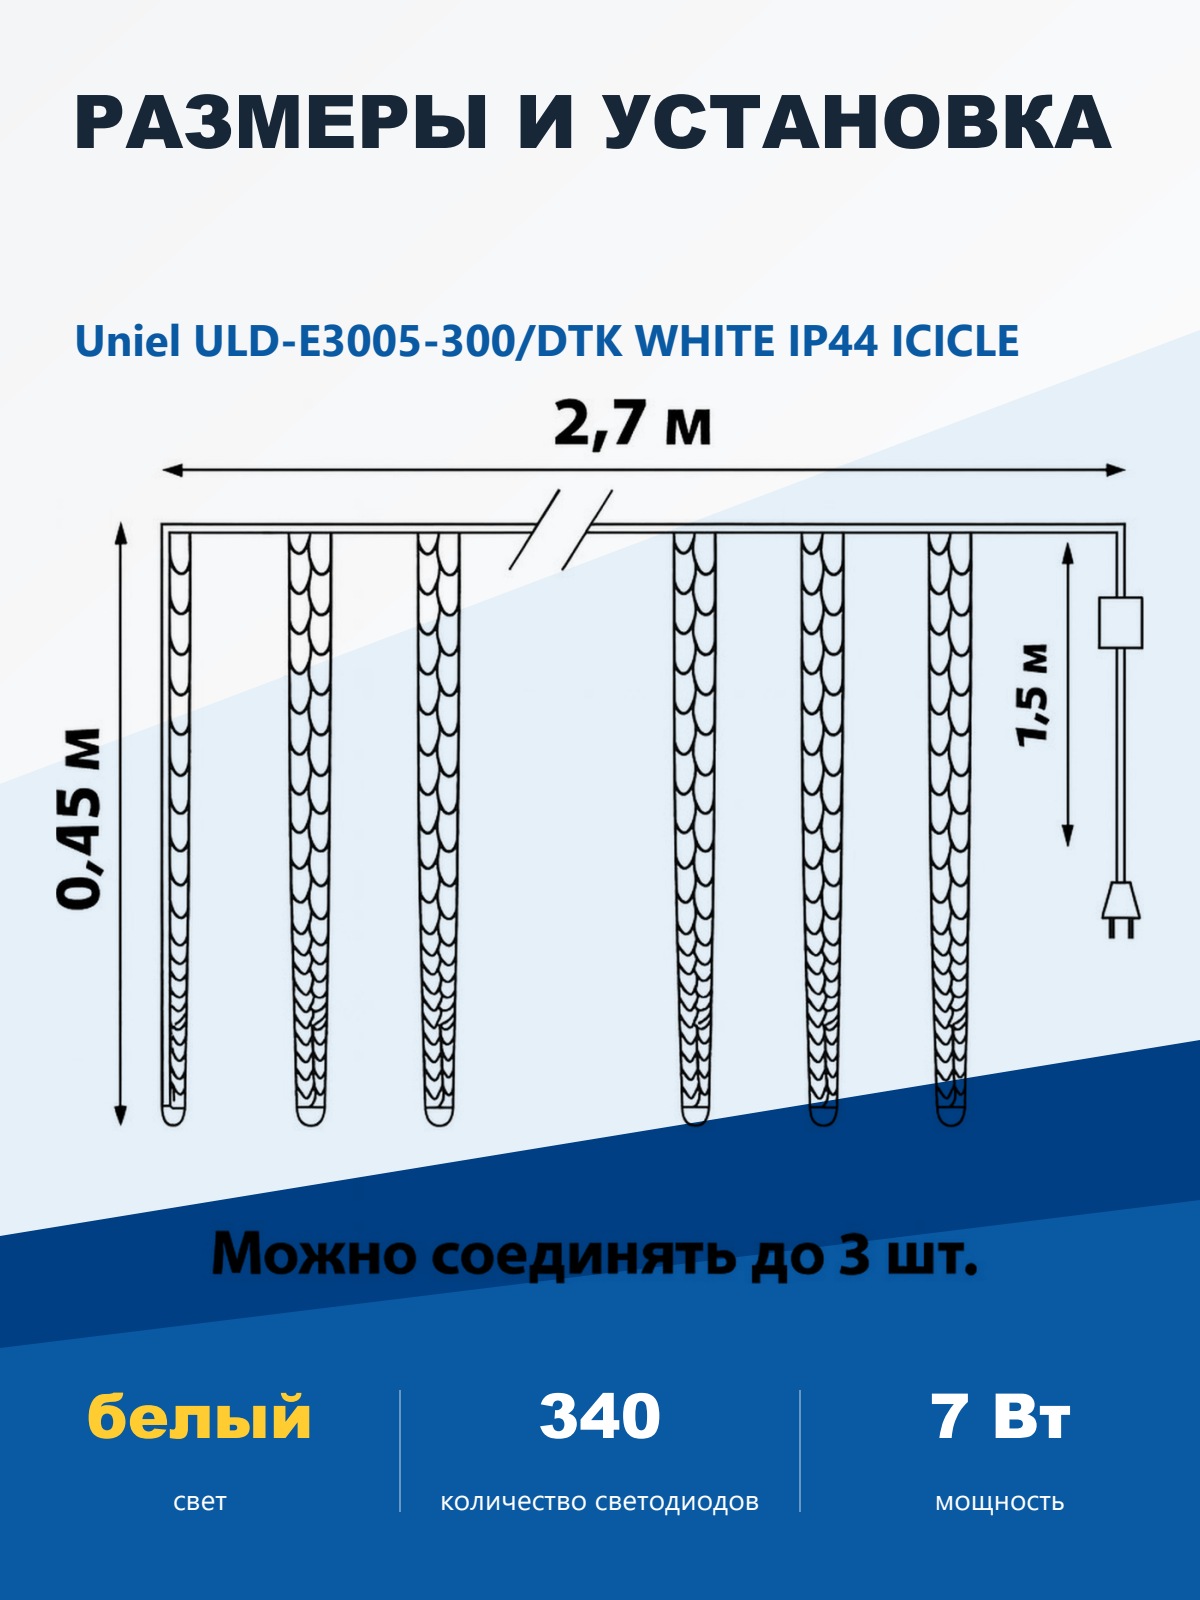 РАЗМЕРЫ И УСТАНОВКА
Uniel ULD-E3005-300/DTK WHITE IP44 ICICLE
2,7 м
0,45 м
1,5 м
Можно соединять до 3 шт.
белый
свет
340
количество светодиодов
7 Вт
мощность